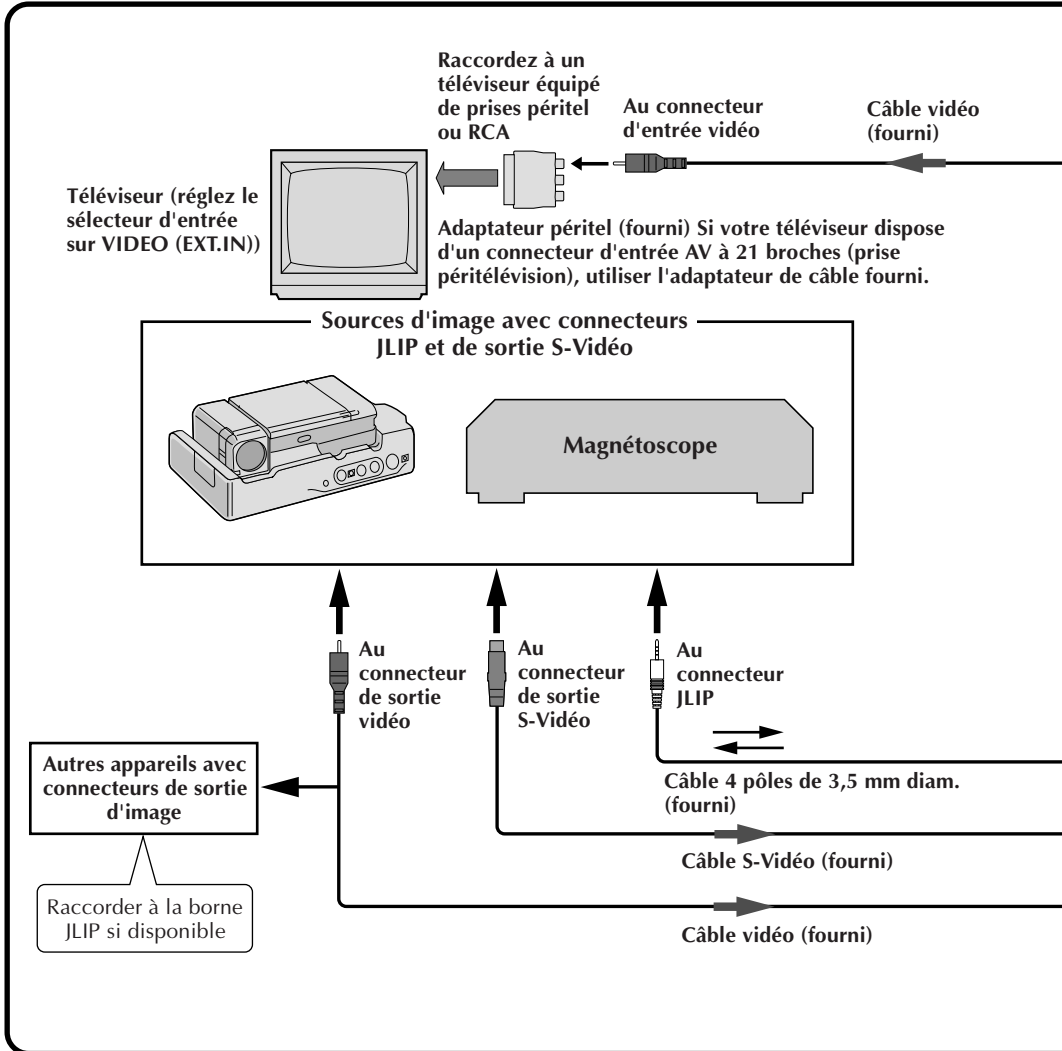 Raccordez à un
téléviseur équipé
de prises péritel
ou RCA
Au connecteur
d'entrée vidéo
Câble vidéo
(fourni)
Téléviseur (réglez le
sélecteur d'entrée
sur VIDEO (EXT.IN))
Adaptateur péritel (fourni) Si votre téléviseur dispose
d'un connecteur d'entrée AV à 21 broches (prise
péritélévision), utiliser l'adaptateur de câble fourni.
Sources d'image avec connecteurs
JLIP et de sortie S-Vidéo
Magnétoscope
Au
connecteur
de sortie
vidéo
Au
connecteur
de sortie
S-Vidéo
Au
connecteur
JLIP
Autres appareils avec
connecteurs de sortie
d'image
Raccorder à la borne
JLIP si disponible
Câble 4 pôles de 3,5 mm diam.
(fourni)
Câble S-Vidéo (fourni)
Câble vidéo (fourni)